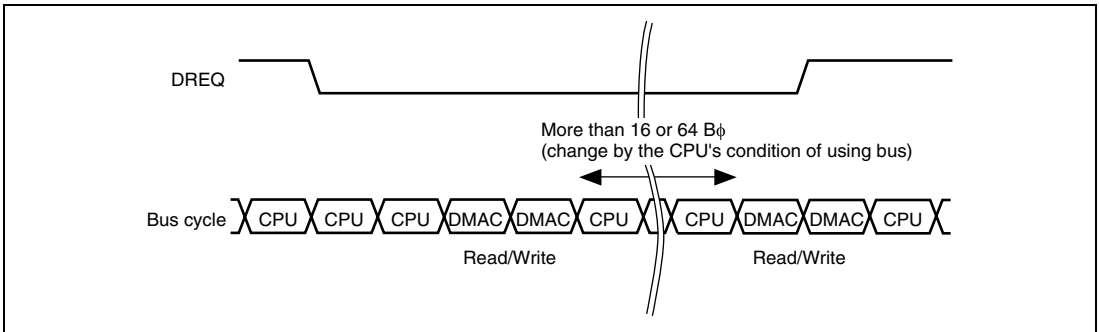 DREQ
More than 16 or 64 Bϕ
(change by the CPU's condition of using bus)
Bus cycle CPU CPU CPU DMAC DMAC CPU CPU DMAC DMAC CPU
Read/Write Read/Write